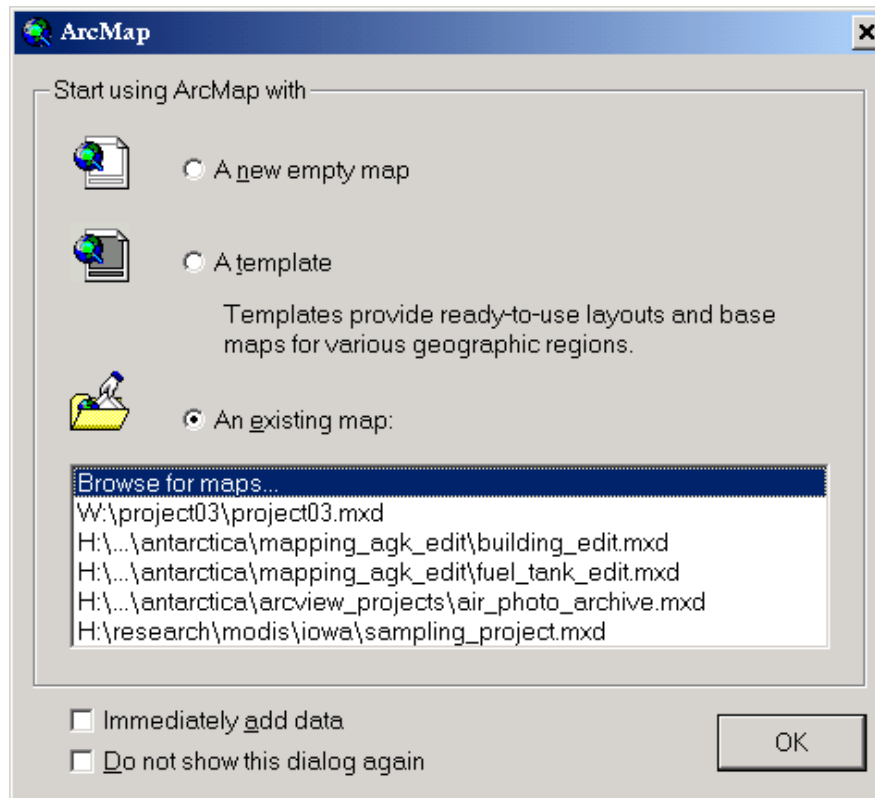 ArcMap
Start using ArcMap with
A new empty map
A template
Templates provide ready-to-use layouts and base
maps for various geographic regions.
An existing map:
Browse for maps...
W:\project03\project03.mxd
H:\...\antarctica\mapping_agk_edit\building_edit.mxd
H:\...\antarctica\mapping_agk_edit\fuel_tank_edit.mxd
H:\...\antarctica\arcview_projects\air_photo_archive.mxd
H:\research\modis\iowa\sampling_project.mxd
Immediately add data
Do not show this dialog again
OK